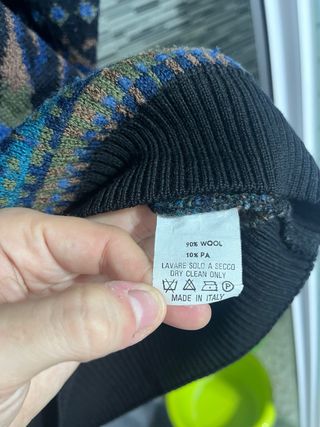 90% WOOL
10% PA
LAVARE SOLO A SECCO
DRY CLEAN ONLY
P
MADE IN ITALY